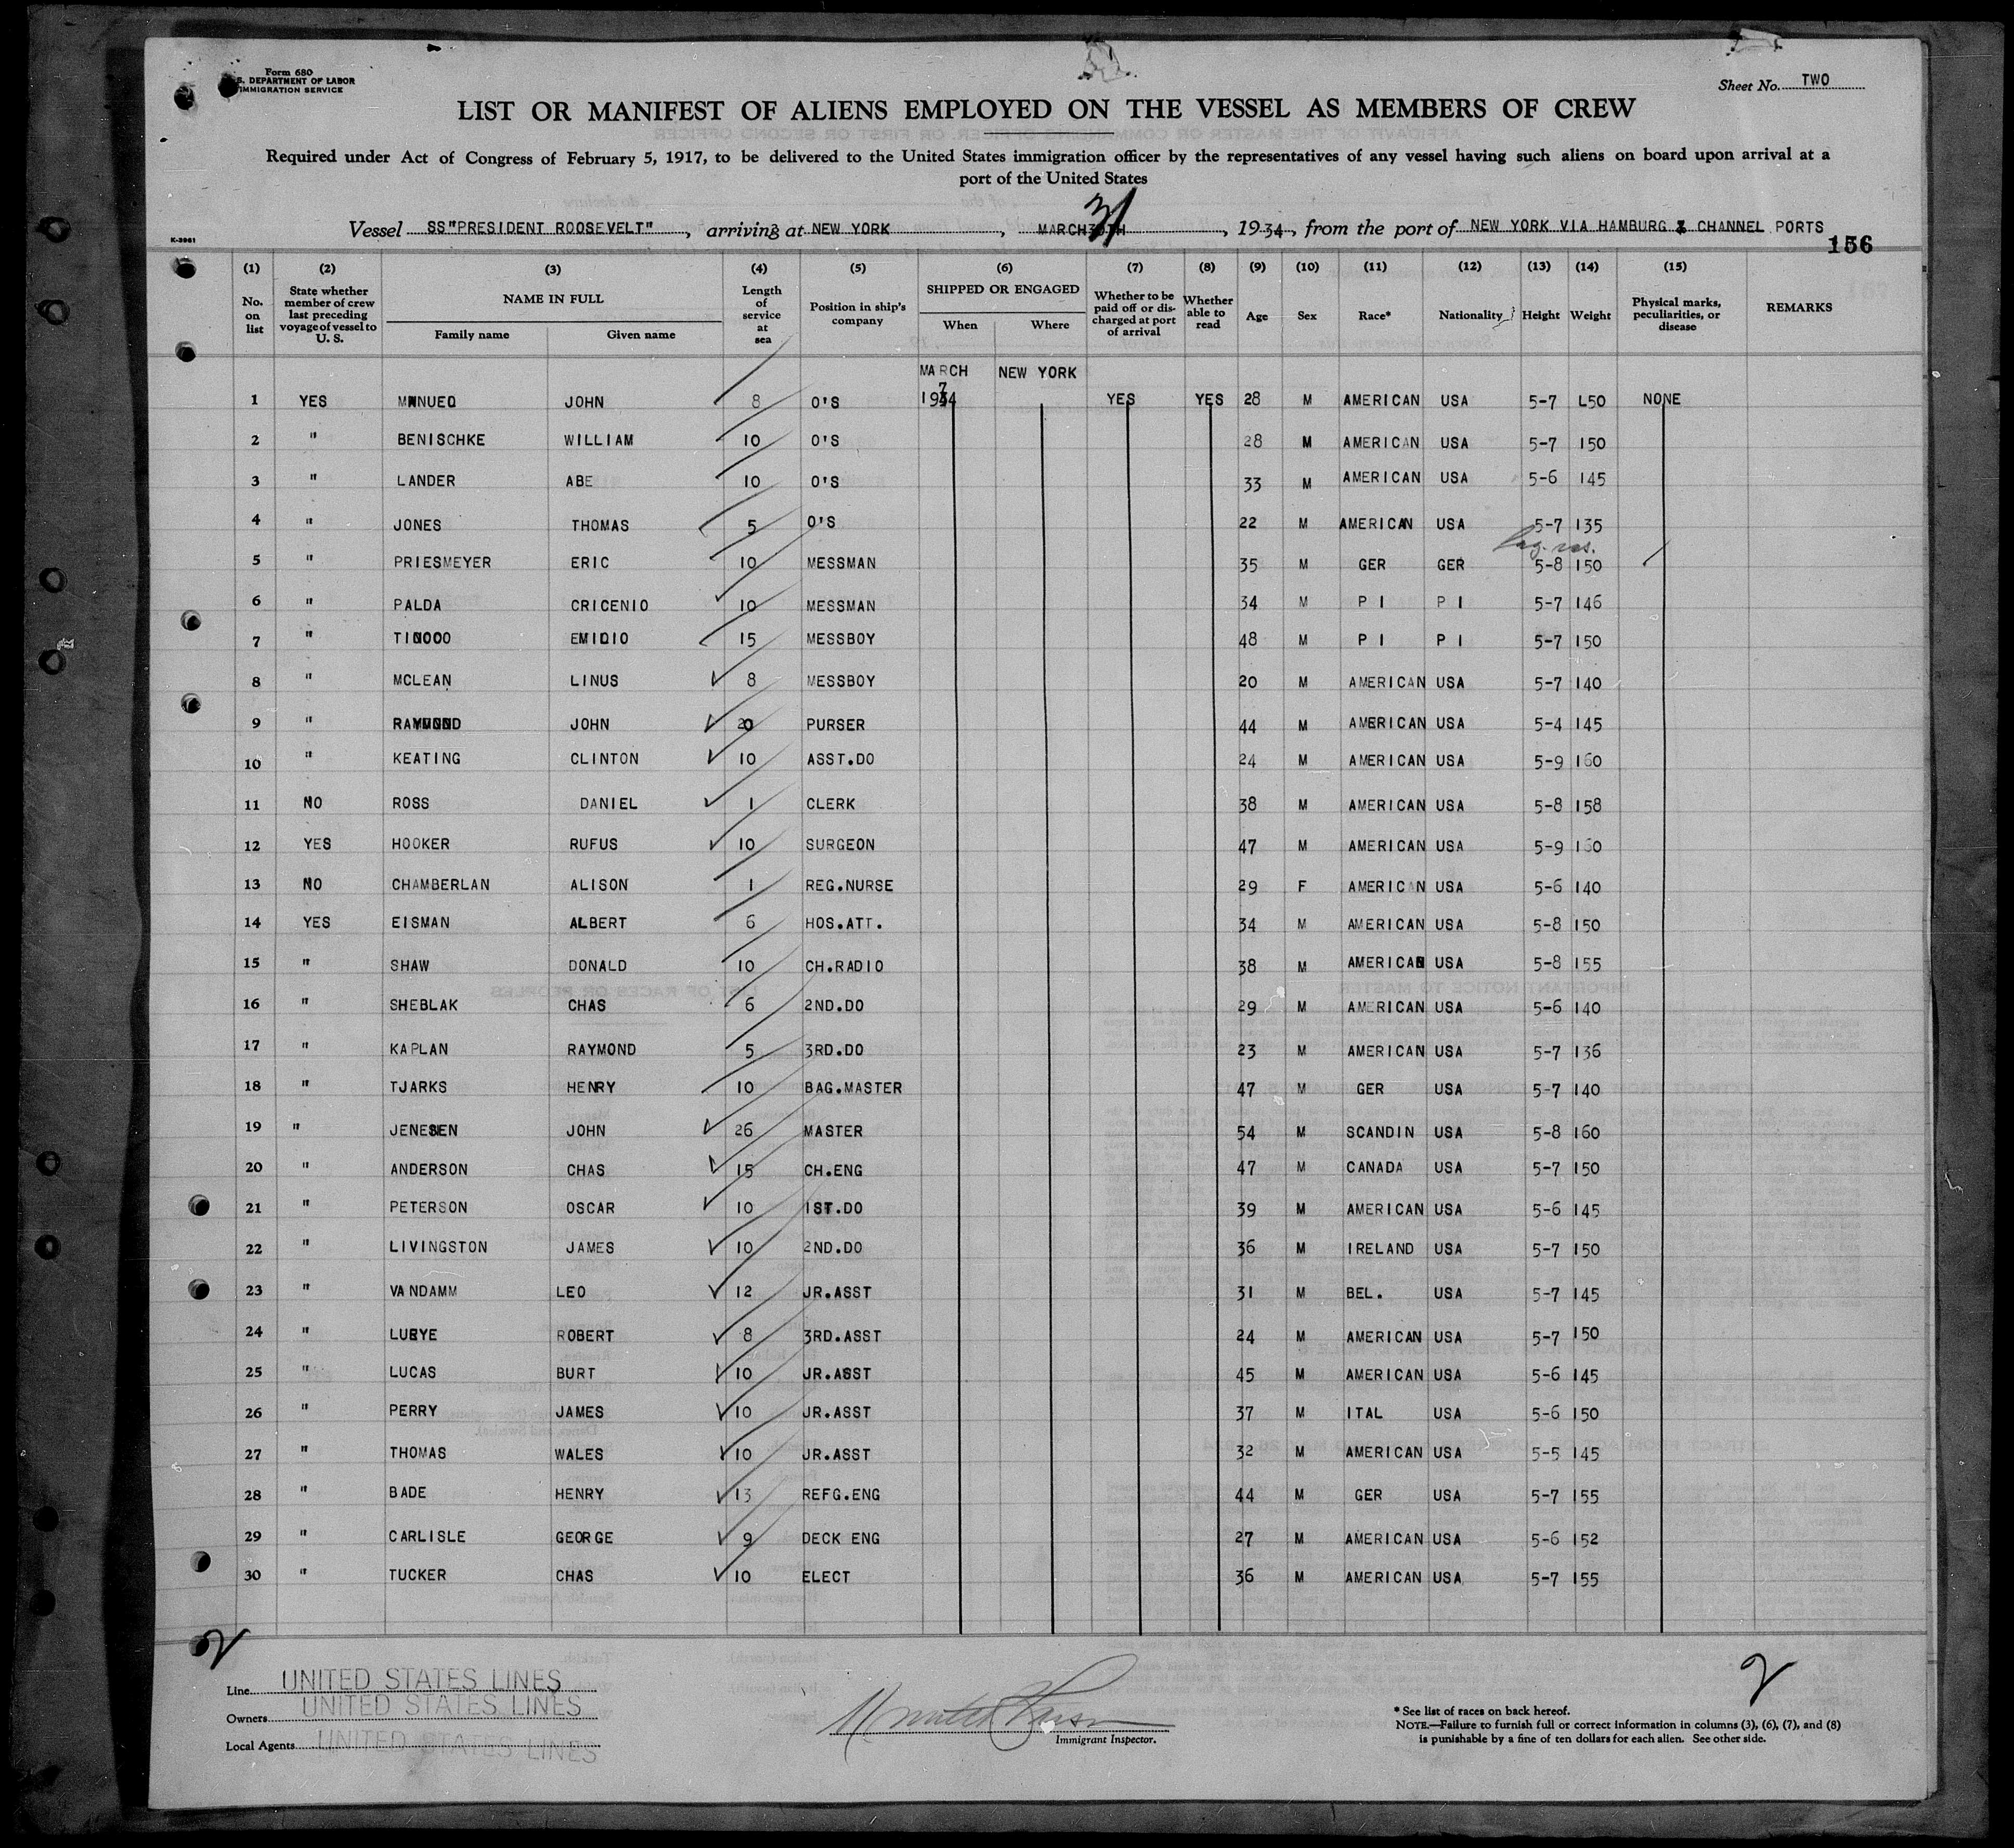 Form 680
S. DEPARTMENT OF LABOR
IMMIGRATION SERVICE
Sheet No. TWO
LIST OR MANIFEST OF ALIENS EMPLOYED ON THE VESSEL AS MEMBERS OF CREW
Required under Act of Congress of February 5, 1917, to be delivered to the United States immigration officer by the representatives of any vessel having such aliens on board upon arrival at a
port of the United States
Vessel SS"PRESIDENT ROOSEVELT", arriving at NEW YORK, MARCH 31, 1934, from the port of NEW YORK VIA HAMBURG & CHANNEL PORTS
K-3961
156
(1) (2) (3) (4) (5) (6) (7) (8) (9) (10) (11) (12) (13) (14) (15)
No. on list
State whether member of crew last preceding voyage of vessel to U. S.
NAME IN FULL
Family name Given name
Length of service at sea
Position in ship's company
SHIPPED OR ENGAGED
When Where
Whether to be paid off or discharged at port of arrival
Whether able to read
Age Sex Race* Nationality Height Weight
Physical marks, peculiarities, or disease
REMARKS
MARCH NEW YORK
1 YES MNNUEO JOHN 8 O'S 7 1934 YES YES 28 M AMERICAN USA 5-7 L50 NONE
2 " BENISCHKE WILLIAM 10 O'S 28 M AMERICAN USA 5-7 150
3 " LANDER ABE 10 O'S 33 M AMERICAN USA 5-6 145
4 " JONES THOMAS 5 O'S 22 M AMERICAN USA 5-7 135
5 " PRIESMEYER ERIC 10 MESSMAN 35 M GER GER 5-8 150
6 " PALDA CRICENIO 10 MESSMAN 34 M P I P I 5-7 146
7 " TINOCO EMIDIO 15 MESSBOY 48 M P I P I 5-7 150
8 " MCLEAN LINUS 8 MESSBOY 20 M AMERICAN USA 5-7 140
9 " RAYMOND JOHN 20 PURSER 44 M AMERICAN USA 5-4 145
10 " KEATING CLINTON 10 ASST.DO 24 M AMERICAN USA 5-9 160
11 NO ROSS DANIEL 1 CLERK 38 M AMERICAN USA 5-8 158
12 YES HOOKER RUFUS 10 SURGEON 47 M AMERICAN USA 5-9 160
13 NO CHAMBERLAN ALISON 1 REG.NURSE 29 F AMERICAN USA 5-6 140
14 YES EISMAN ALBERT 6 HOS.ATT. 34 M AMERICAN USA 5-8 150
15 " SHAW DONALD 10 CH.RADIO 38 M AMERICAN USA 5-8 155
16 " SHEBLAK CHAS 6 2ND.DO 29 M AMERICAN USA 5-6 140
17 " KAPLAN RAYMOND 5 3RD.DO 23 M AMERICAN USA 5-7 136
18 " TJARKS HENRY 10 BAG.MASTER 47 M GER USA 5-7 140
19 " JENESEN JOHN 26 MASTER 54 M SCANDIN USA 5-8 160
20 " ANDERSON CHAS 15 CH.ENG 47 M CANADA USA 5-7 150
21 " PETERSON OSCAR 10 1ST.DO 39 M AMERICAN USA 5-6 145
22 " LIVINGSTON JAMES 10 2ND.DO 36 M IRELAND USA 5-7 150
23 " VANDAMM LEO 12 JR.ASST 31 M BEL. USA 5-7 145
24 " LURYE ROBERT 8 3RD.ASST 24 M AMERICAN USA 5-7 150
25 " LUCAS BURT 10 JR.ASST 45 M AMERICAN USA 5-6 145
26 " PERRY JAMES 10 JR.ASST 37 M ITAL USA 5-6 150
27 " THOMAS WALES 10 JR.ASST 32 M AMERICAN USA 5-5 145
28 " BADE HENRY 13 REFG.ENG 44 M GER USA 5-7 155
29 " CARLISLE GEORGE 9 DECK ENG 27 M AMERICAN USA 5-6 152
30 " TUCKER CHAS 10 ELECT 36 M AMERICAN USA 5-7 155
2
2
Line UNITED STATES LINES
Owners UNITED STATES LINES
Local Agents UNITED STATES LINES
Immigrant Inspector.
* See list of races on back hereof.
NOTE.—Failure to furnish full or correct information in columns (3), (6), (7), and (8)
is punishable by a fine of ten dollars for each alien. See other side.